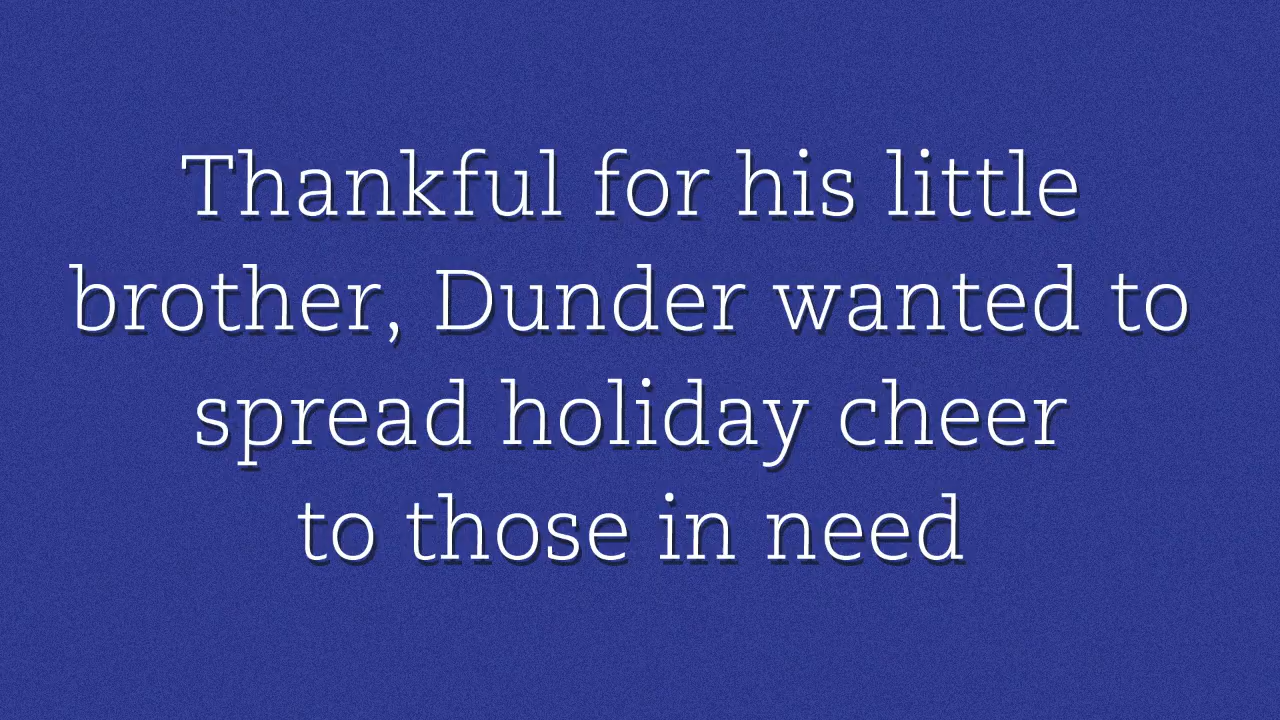 Thankful for his little
brother, Dunder wanted to
spread holiday cheer
to those in need